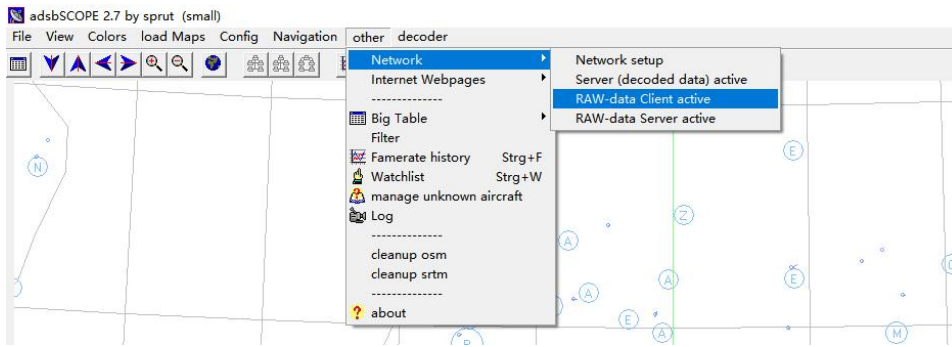 adsbSCOPE 2.7 by sprut (small)
File View Colors load Maps Config Navigation other decoder
Network
Internet Webpages
--------------
Big Table
Filter
Famerate history Strg+F
Watchlist Strg+W
manage unknown aircraft
Log
--------------
cleanup osm
cleanup srtm
--------------
? about
Network setup
Server (decoded data) active
RAW-data Client active
RAW-data Server active
E
N
Z
A
A
E
A
E
A
M